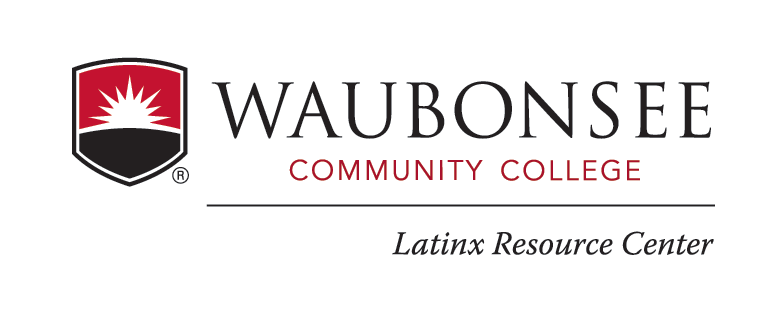 WAUBONSEE
COMMUNITY COLLEGE
®
Latinx Resource Center